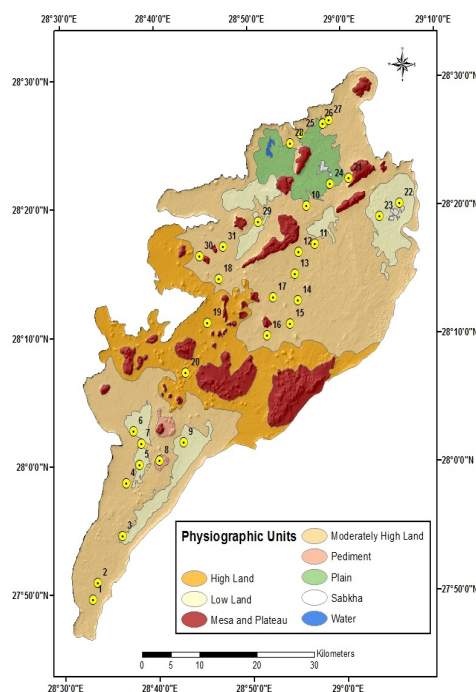 28°30'0"E 28°40'0"E 28°50'0"E 29°0'0"E 29°10'0"E
28°30'0"N 28°30'0"N
27
26
25
28
24
21
22
23
10
28°20'0"N 28°20'0"N
29
11
31
30
12
13
18
17
14
19
15
16
28°10'0"N 28°10'0"N
20
6
7
9
5
8
28°0'0"N 28°0'0"N
4
3
2
1
Physiographic Units
High Land
Low Land
Mesa and Plateau
Moderately High Land
Pediment
Plain
Sabkha
Water
27°50'0"N 27°50'0"N
Kilometers
0 5 10 20 30
28°30'0"E 28°40'0"E 28°50'0"E 29°0'0"E